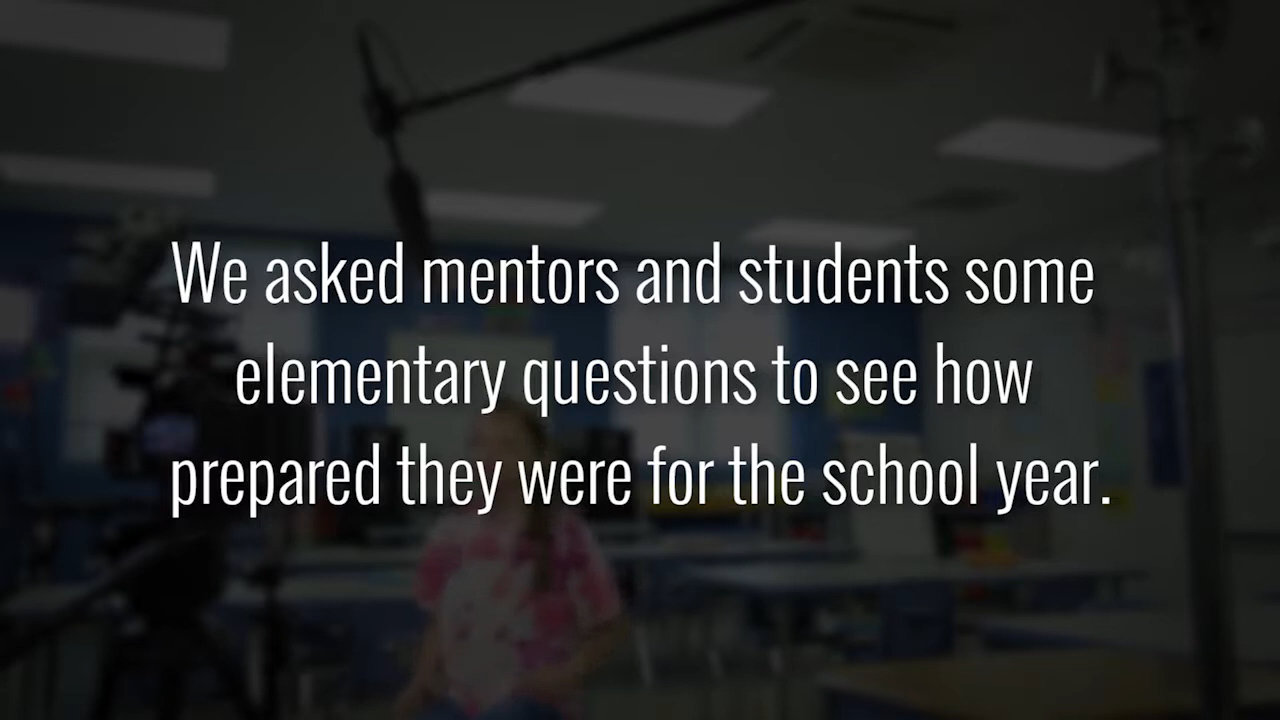 We asked mentors and students some
elementary questions to see how
prepared they were for the school year.